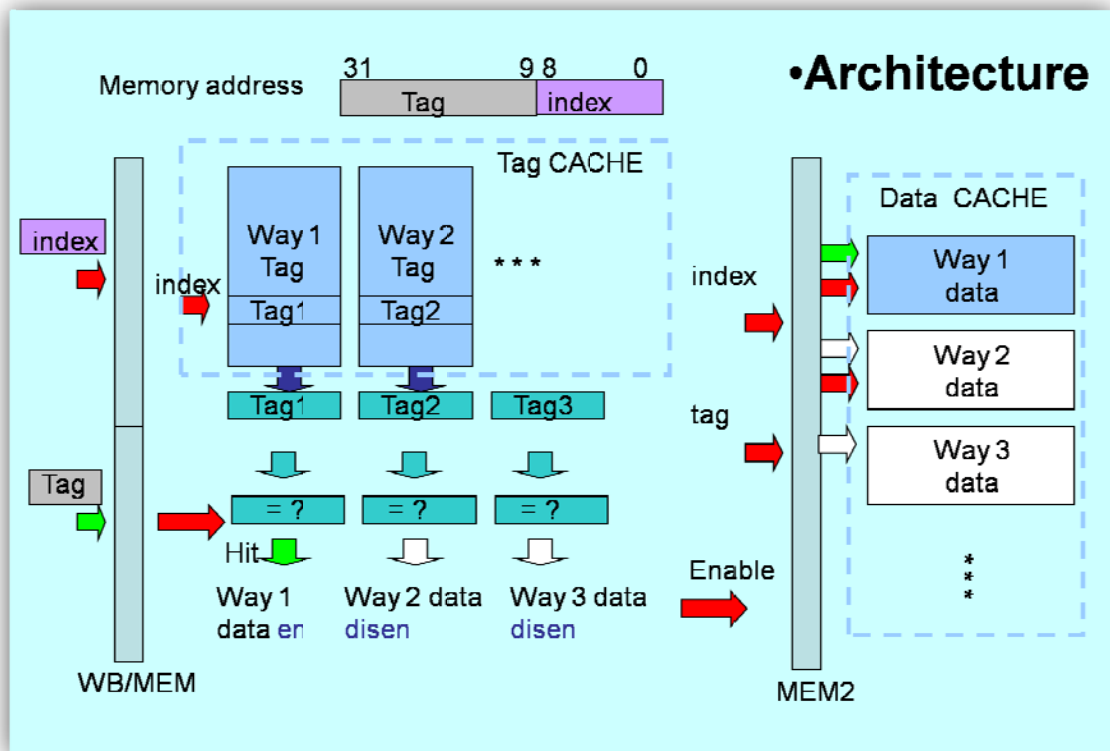 •Architecture
31 9 8 0
Memory address
Tag index
Tag CACHE
Data CACHE
index
index
Way 1
Tag
Tag1
Way 2
Tag
Tag2
* * *
Tag1 Tag2 Tag3
Tag
= ? = ? = ?
Hit
Way 1
data en
Way 2 data
disen
Way 3 data
disen
WB/MEM
index
tag
Enable
MEM2
Way 1
data
Way 2
data
Way 3
data
* * *